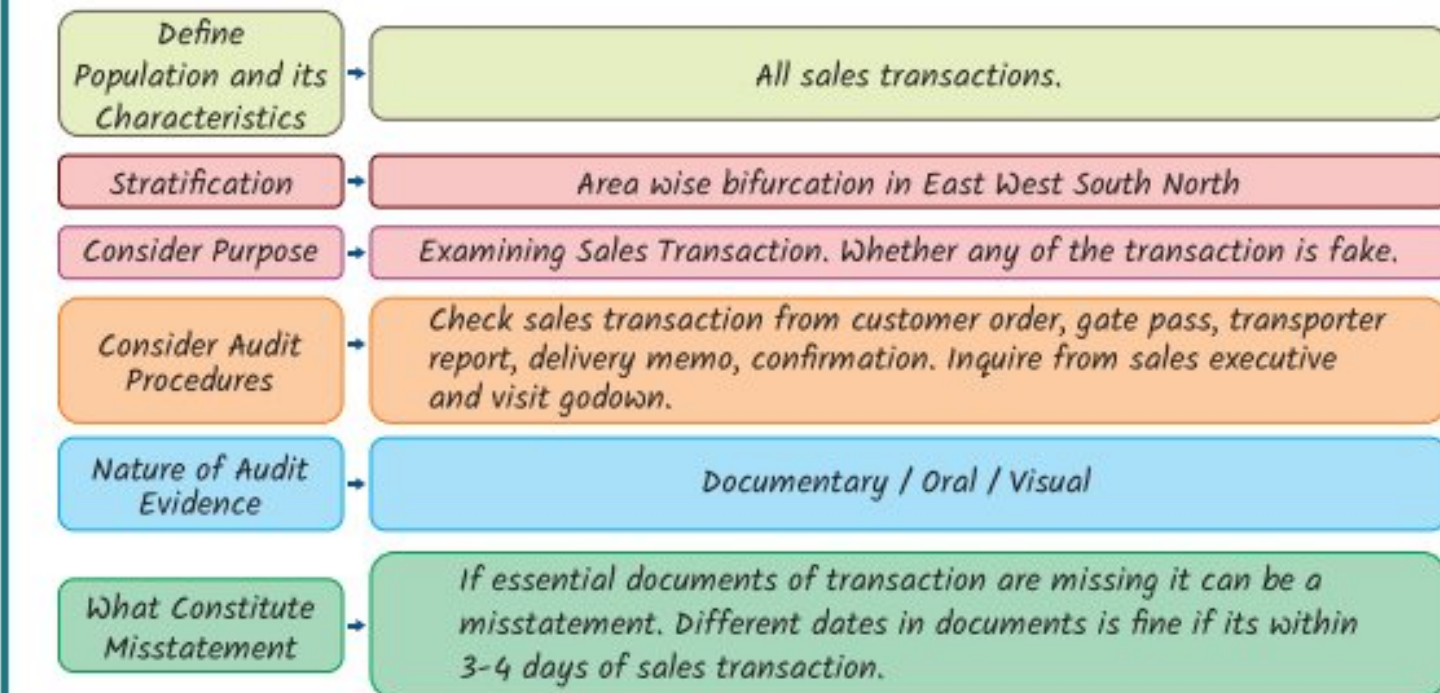 Define
Population and its
Characteristics
All sales transactions.
Stratification
Area wise bifurcation in East West South North
Consider Purpose
Examining Sales Transaction. Whether any of the transaction is fake.
Consider Audit
Procedures
Check sales transaction from customer order, gate pass, transporter
report, delivery memo, confirmation. Inquire from sales executive
and visit godown.
Nature of Audit
Evidence
Documentary / Oral / Visual
What Constitute
Misstatement
If essential documents of transaction are missing it can be a
misstatement. Different dates in documents is fine if its within
3-4 days of sales transaction.